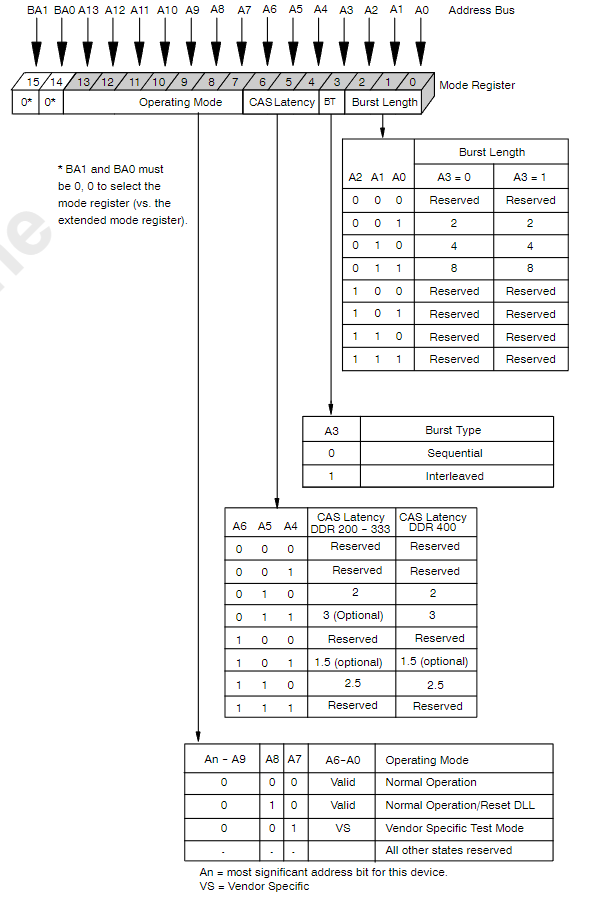 BA1 BA0 A13 A12 A11 A10 A9 A8 A7 A6 A5 A4 A3 A2 A1 A0 Address Bus
15 14 13 12 11 10 9 8 7 6 5 4 3 2 1 0 Mode Register
0* 0* Operating Mode CAS Latency BT Burst Length
* BA1 and BA0 must
be 0, 0 to select the
mode register (vs. the
extended mode register).
Burst Length
A2 A1 A0 A3 = 0 A3 = 1
0 0 0 Reserved Reserved
0 0 1 2 2
0 1 0 4 4
0 1 1 8 8
1 0 0 Reserved Reserved
1 0 1 Reserved Reserved
1 1 0 Reserved Reserved
1 1 1 Reserved Reserved
A3 Burst Type
0 Sequential
1 Interleaved
CAS Latency CAS Latency
A6 A5 A4 DDR 200 - 333 DDR 400
0 0 0 Reserved Reserved
0 0 1 Reserved Reserved
0 1 0 2 2
0 1 1 3 (Optional) 3
1 0 0 Reserved Reserved
1 0 1 1.5 (optional) 1.5 (optional)
1 1 0 2.5 2.5
1 1 1 Reserved Reserved
An - A9 A8 A7 A6-A0 Operating Mode
0 0 0 Valid Normal Operation
0 1 0 Valid Normal Operation/Reset DLL
0 0 1 VS Vendor Specific Test Mode
- - - All other states reserved
An = most significant address bit for this device.
VS = Vendor Specific